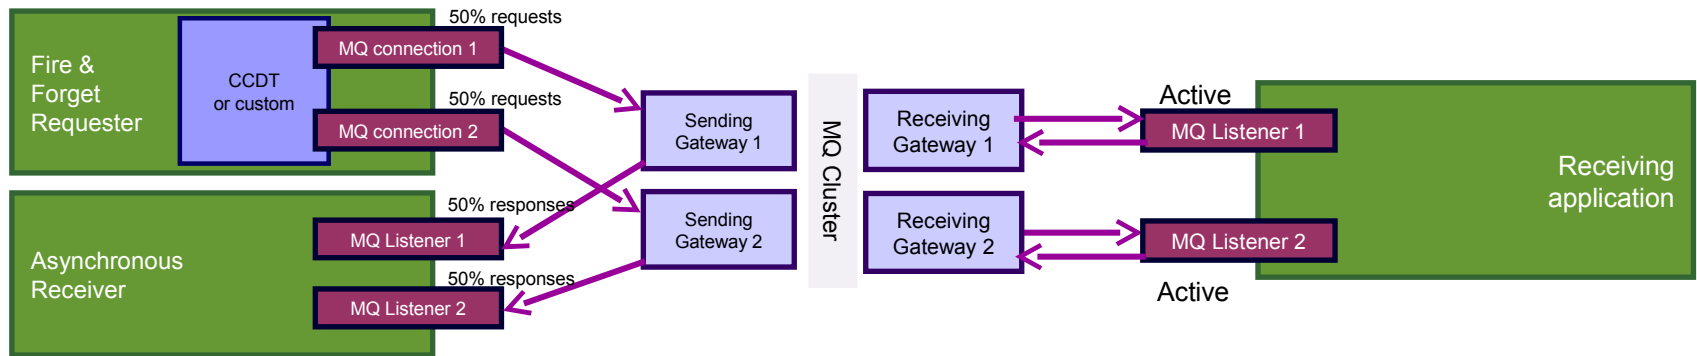 50% requests
MQ connection 1
Fire &
Forget
Requester
CCDT
or custom
50% requests
MQ connection 2
Sending
Gateway 1
MQ Cluster
Receiving
Gateway 1
Active
MQ Listener 1
Receiving
application
50% responses
MQ Listener 1
Sending
Gateway 2
Receiving
Gateway 2
MQ Listener 2
Active
Asynchronous
Receiver
50% responses
MQ Listener 2